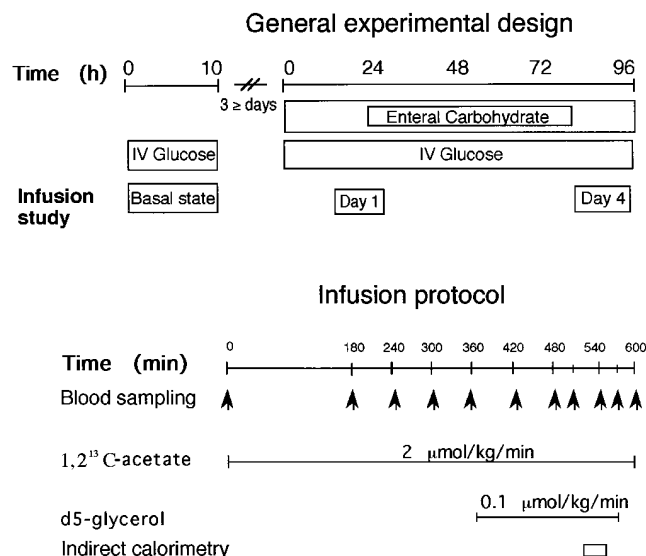 General experimental design
Time (h) 0 10 0 24 48 72 96
3 ≥ days
Enteral Carbohydrate
IV Glucose IV Glucose
Infusion study Basal state Day 1 Day 4
Infusion protocol
Time (min) 0 180 240 300 360 420 480 540 600
Blood sampling
1,2¹³ C-acetate 2 μmol/kg/min
d5-glycerol 0.1 μmol/kg/min
Indirect calorimetry